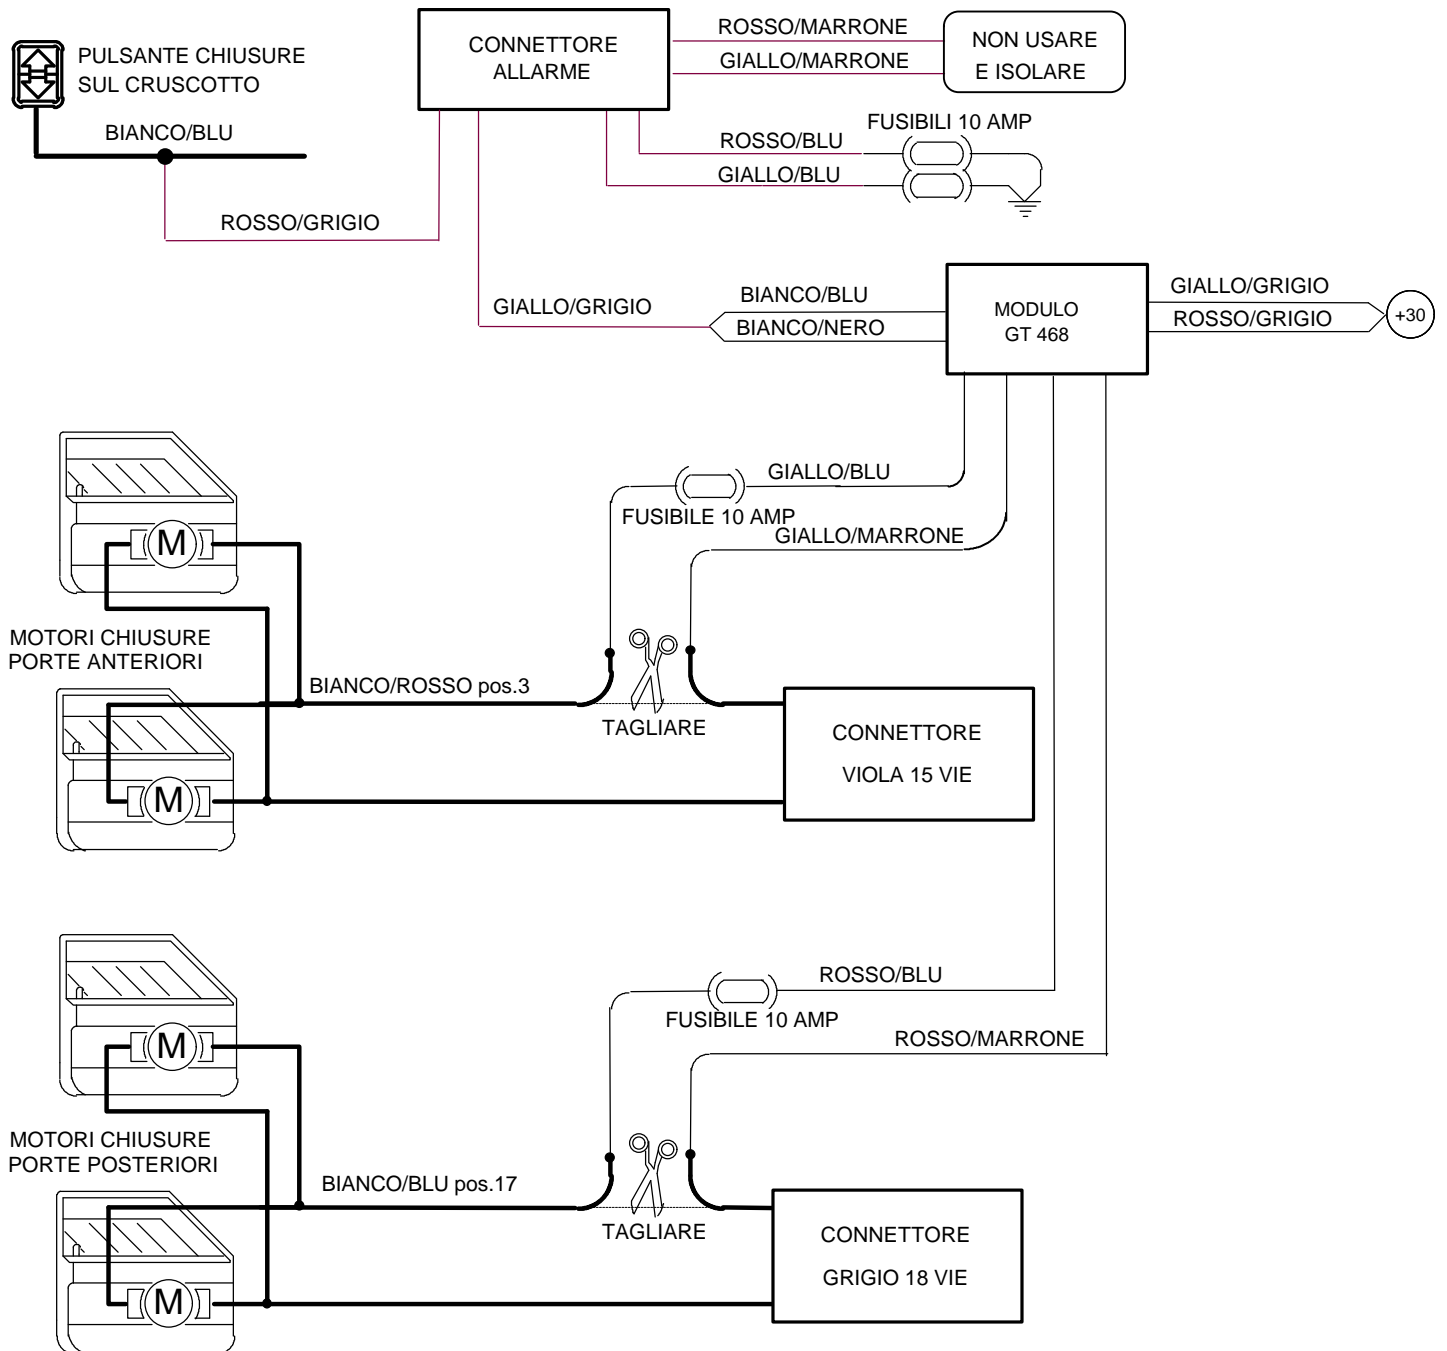 PULSANTE CHIUSURE
SUL CRUSCOTTO
BIANCO/BLU
CONNETTORE
ALLARME
ROSSO/MARRONE
GIALLO/MARRONE
NON USARE
E ISOLARE
FUSIBILI 10 AMP
ROSSO/BLU
GIALLO/BLU
ROSSO/GRIGIO
GIALLO/GRIGIO
BIANCO/BLU
BIANCO/NERO
MODULO
GT 468
GIALLO/GRIGIO
ROSSO/GRIGIO
+30
GIALLO/BLU
FUSIBILE 10 AMP
GIALLO/MARRONE
M
MOTORI CHIUSURE
PORTE ANTERIORI
BIANCO/ROSSO pos.3
TAGLIARE
CONNETTORE
VIOLA 15 VIE
M
ROSSO/BLU
FUSIBILE 10 AMP
ROSSO/MARRONE
M
MOTORI CHIUSURE
PORTE POSTERIORI
BIANCO/BLU pos.17
TAGLIARE
CONNETTORE
GRIGIO 18 VIE
M